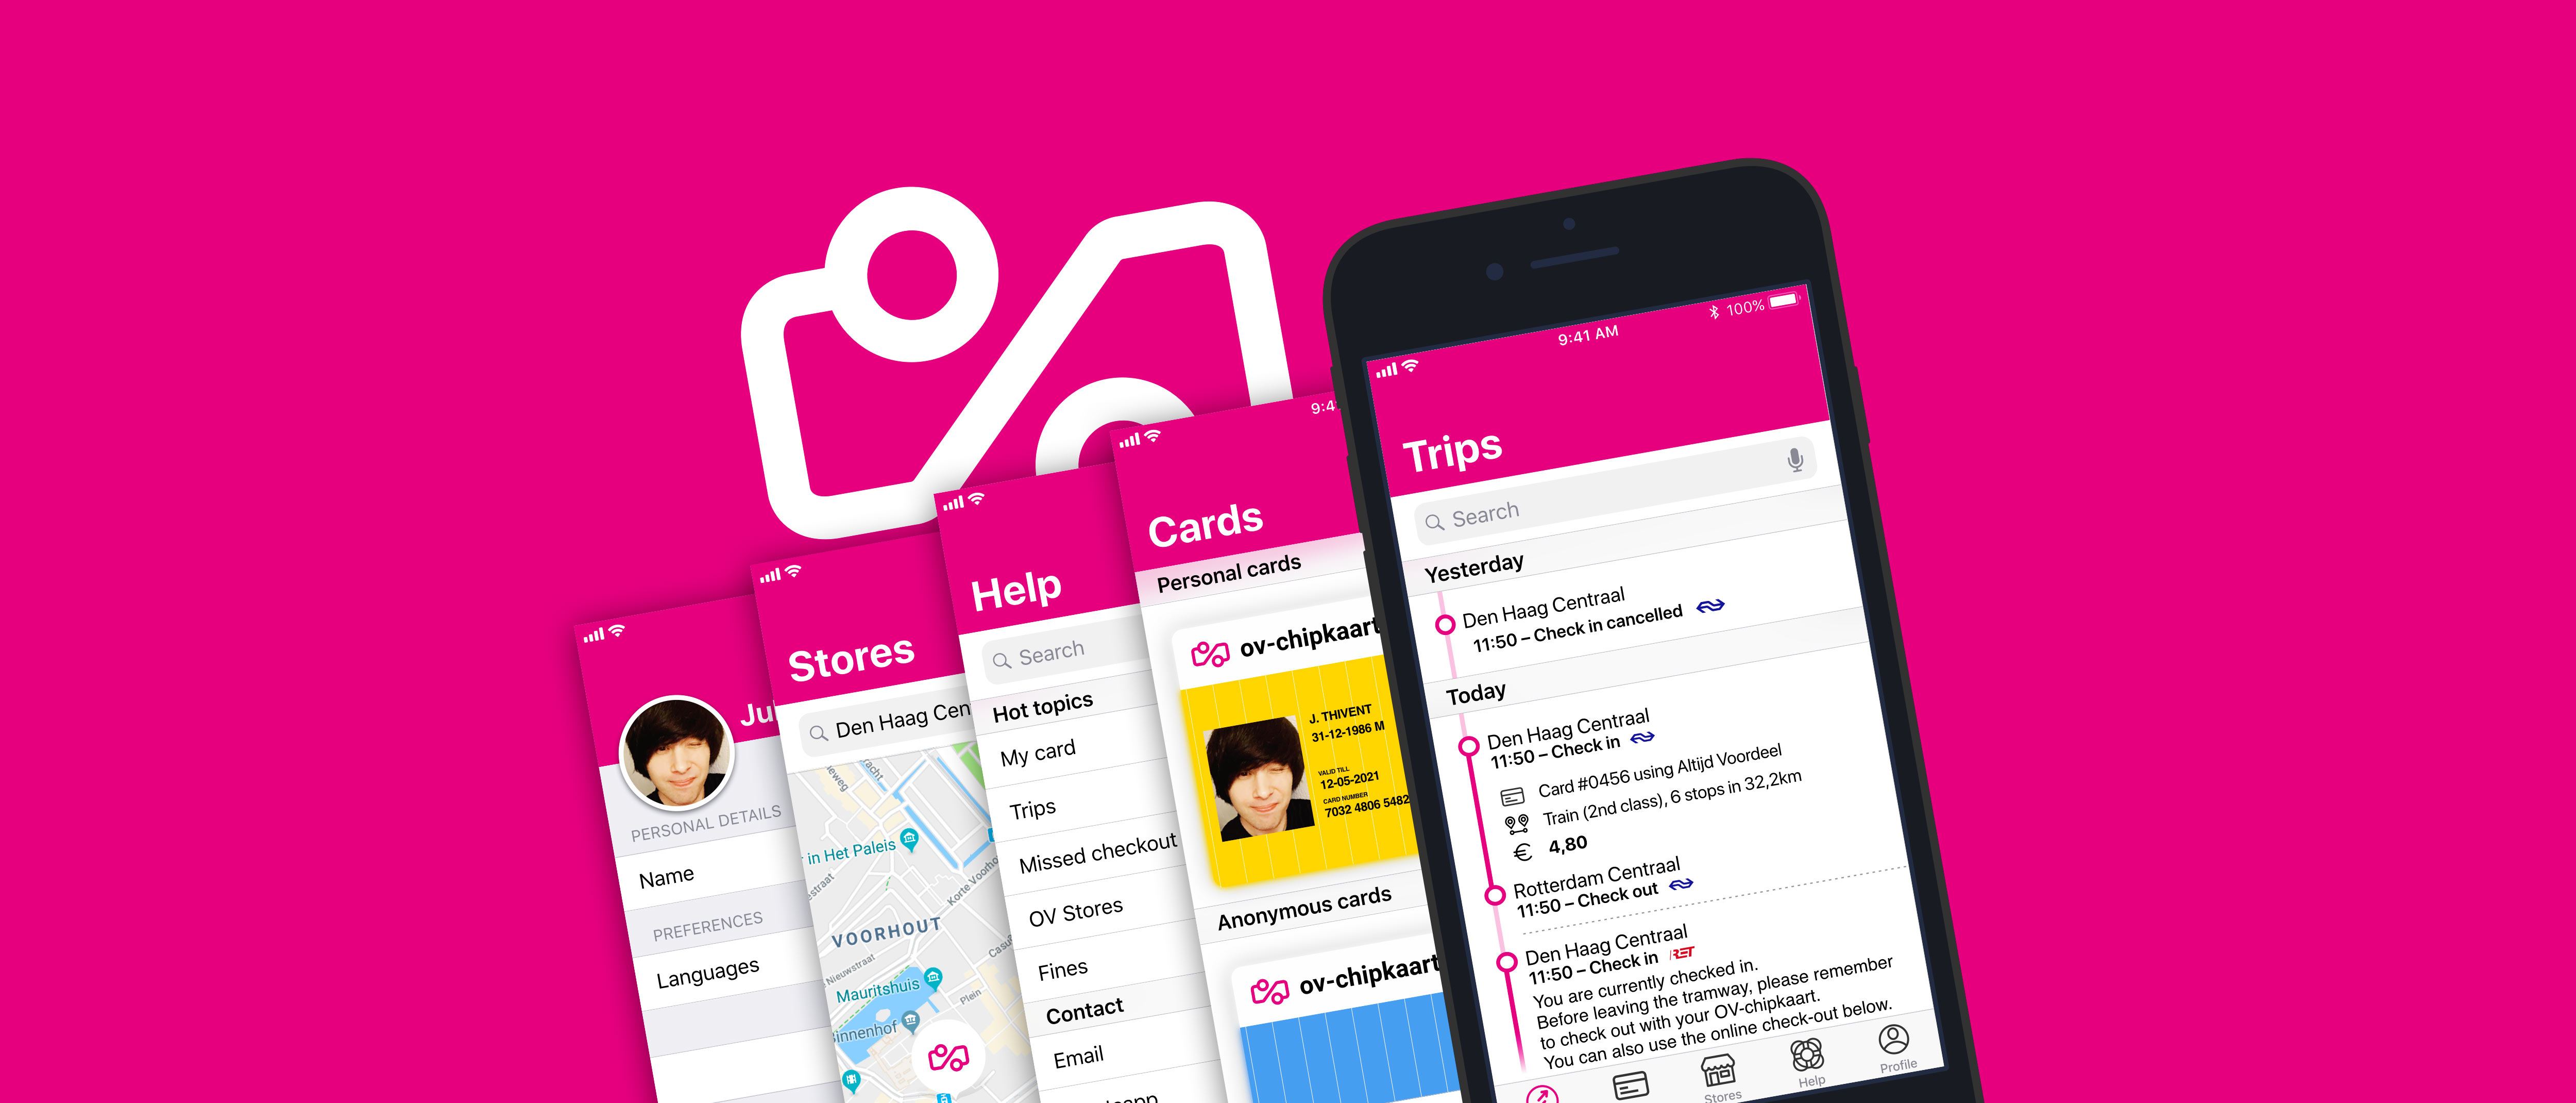 Ju
PERSONAL DETAILS
Name
PREFERENCES
Languages
Stores
Den Haag Cen
in Het Paleis
VOORHOUT
Korte Voorho
Nieuwstraat
Casu
Mauritshuis
Plein
Binnenhof
Help
Search
Hot topics
My card
Trips
Missed checkout
OV Stores
Fines
Contact
Email
9:4
Cards
Personal cards
ov-chipkaart
J. THIVENT
31-12-1986 M
VALID TILL
12-05-2021
CARD NUMBER
7032 4806 5482
Anonymous cards
ov-chipkaart
9:41 AM
100%
Trips
Search
Yesterday
Den Haag Centraal
11:50 – Check in cancelled
Today
Den Haag Centraal
11:50 – Check in
Card #0456 using Altijd Voordeel
Train (2nd class), 6 stops in 32,2km
€ 4,80
Rotterdam Centraal
11:50 – Check out
Den Haag Centraal
11:50 – Check in RET
You are currently checked in.
Before leaving the tramway, please remember
to check out with your OV-chipkaart.
You can also use the online check-out below.
Stores
Help
Profile